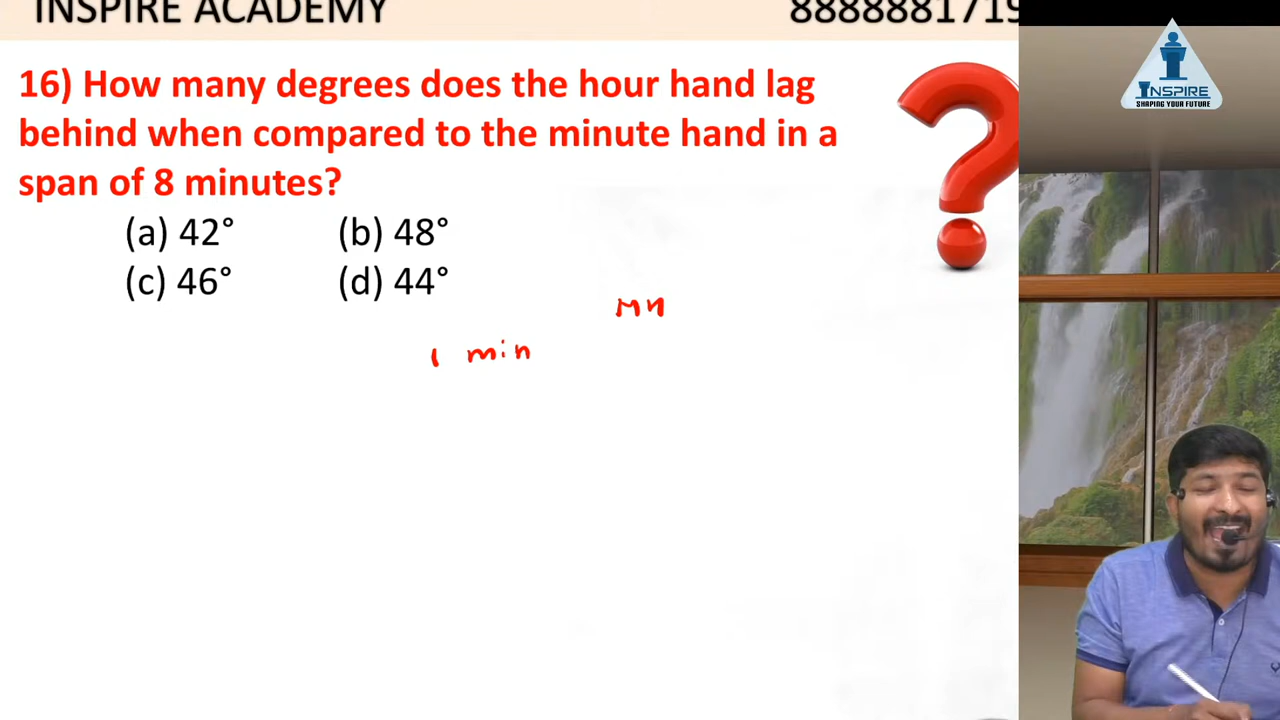 INSPIRE ACADEMY
8888881719
INSPIRE
SHAPING YOUR FUTURE
16) How many degrees does the hour hand lag
behind when compared to the minute hand in a
span of 8 minutes?
(a) 42° (b) 48°
(c) 46° (d) 44°
MH
1 min